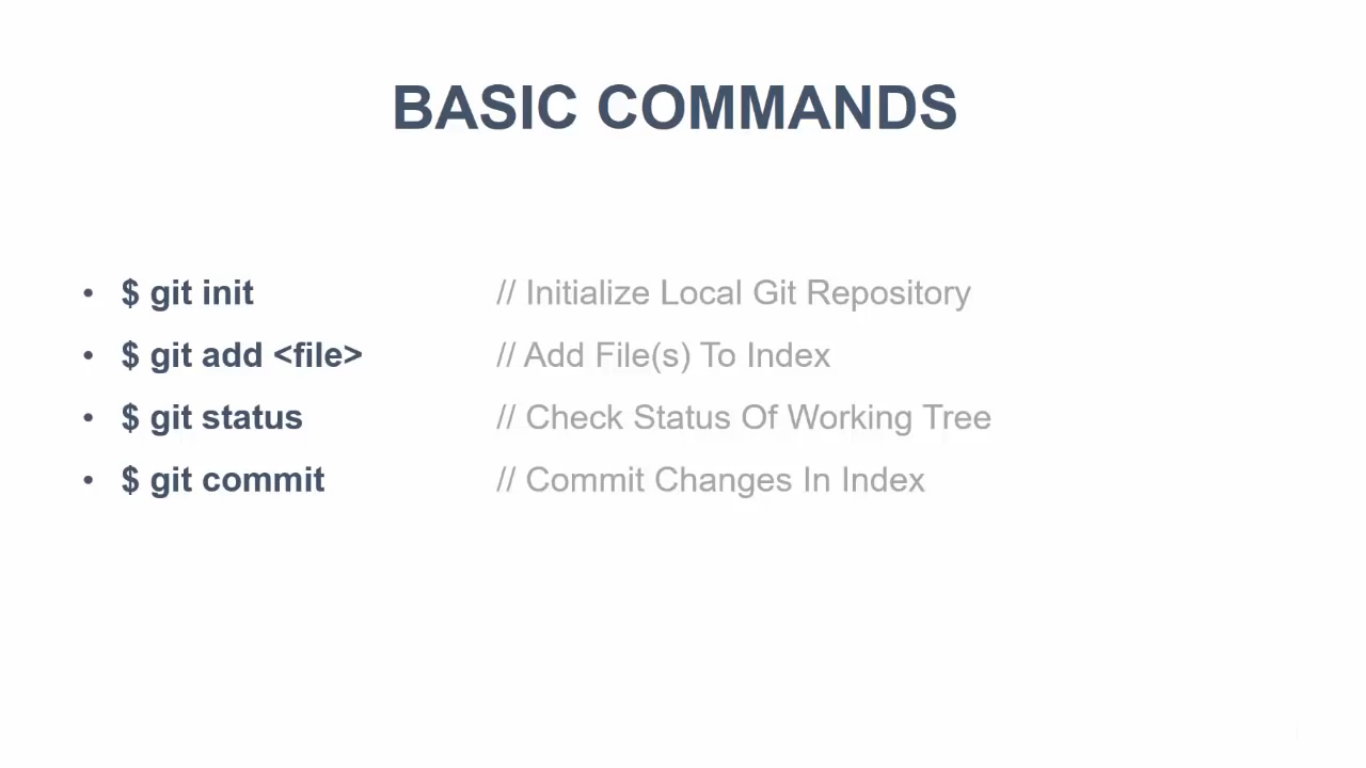 BASIC COMMANDS
• $ git init // Initialize Local Git Repository
• $ git add <file> // Add File(s) To Index
• $ git status // Check Status Of Working Tree
• $ git commit // Commit Changes In Index